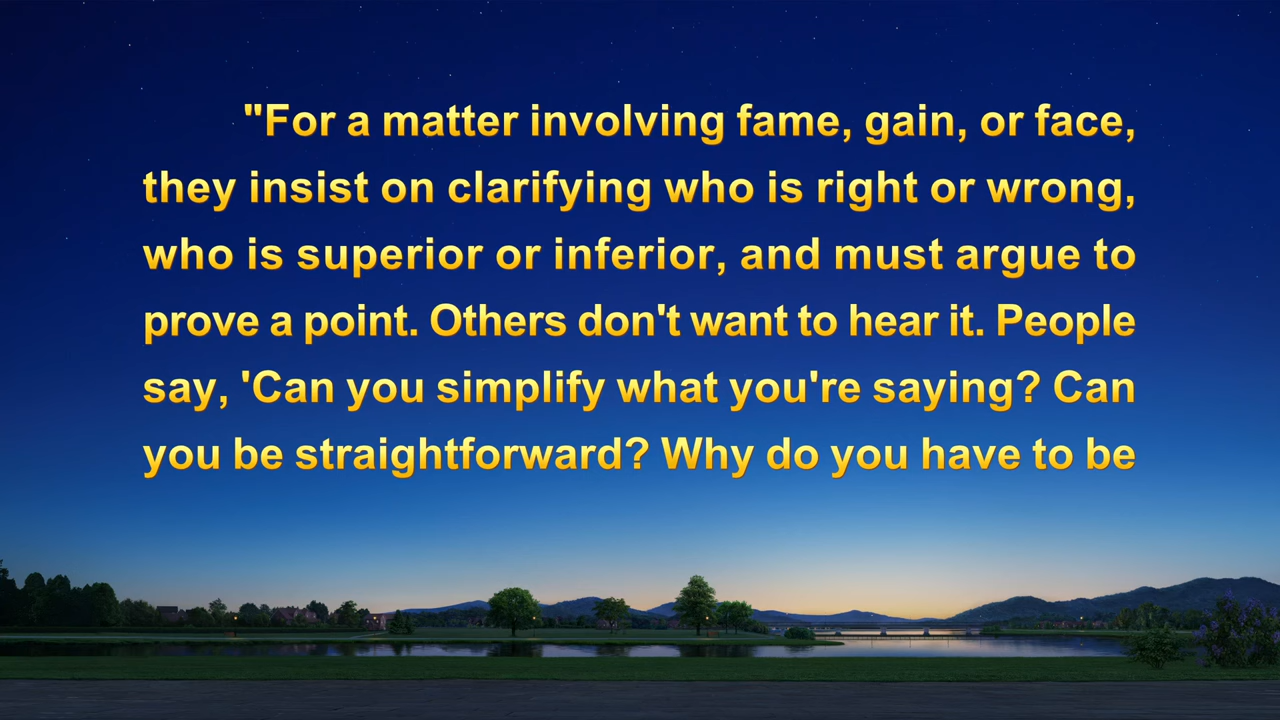 "For a matter involving fame, gain, or face,
they insist on clarifying who is right or wrong,
who is superior or inferior, and must argue to
prove a point. Others don't want to hear it. People
say, 'Can you simplify what you're saying? Can
you be straightforward? Why do you have to be